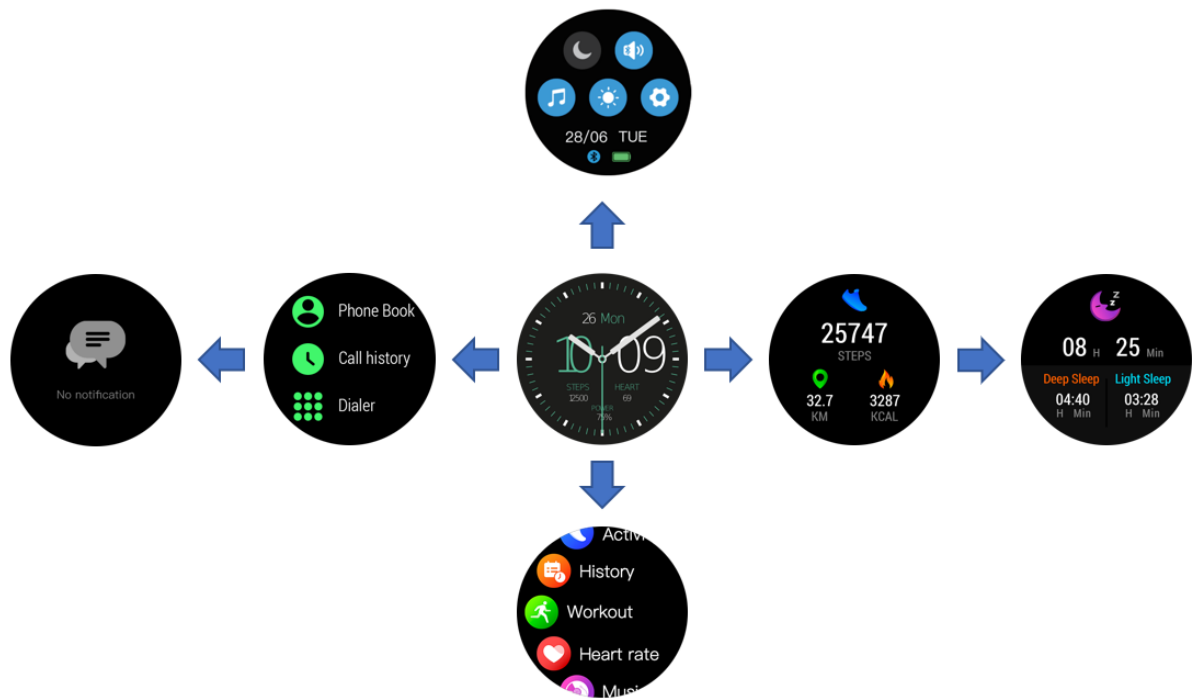 28/06 TUE
No notification
Phone Book
Call history
Dialer
26 Mon
10 09
STEPS HEART
12500 69
POWER
75%
25747
STEPS
32.7 3287
KM KCAL
08 H 25 Min
Deep Sleep Light Sleep
04:40 03:28
H Min H Min
History
Workout
Heart rate